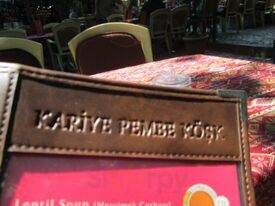 KARİYE PEMBE KÖŞK
Lentil Soup (Mercimek Çorbası)